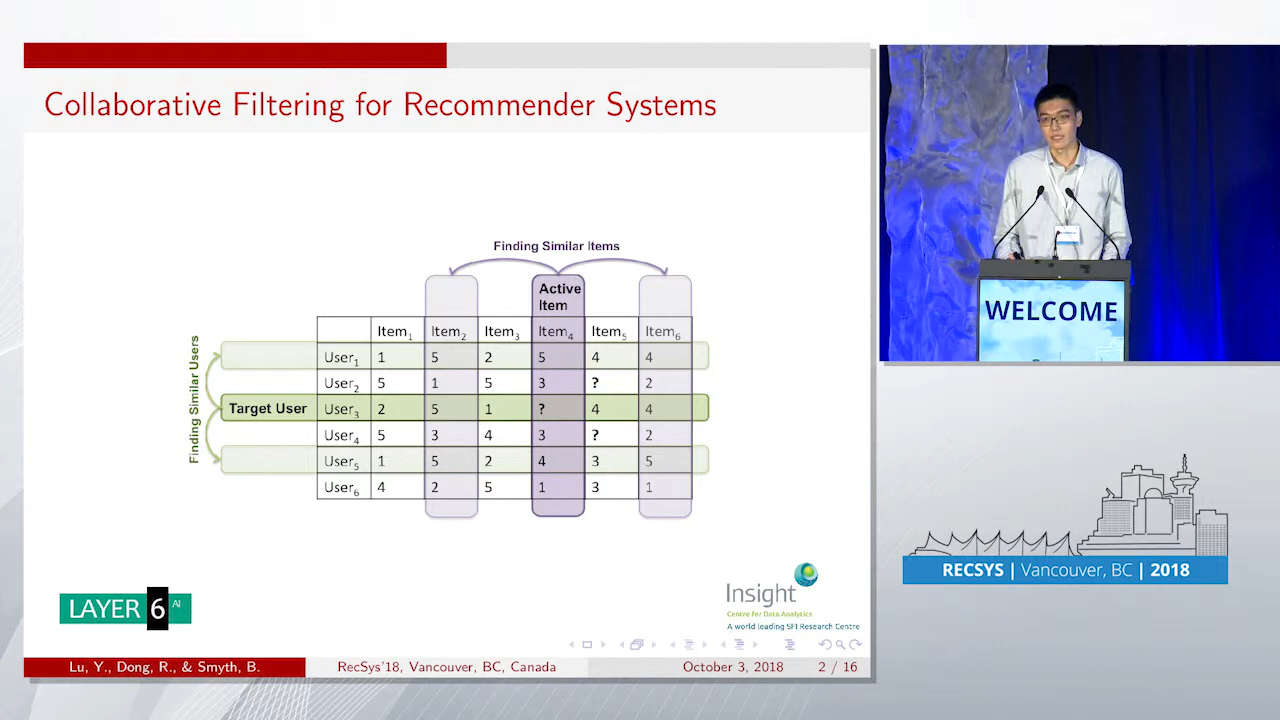 Collaborative Filtering for Recommender Systems
Finding Similar Items
Active
Item
Item1 Item2 Item3 Item4 Item5 Item6
Finding Similar Users
User1 1 5 2 5 4 4
User2 5 1 5 3 ? 2
Target User User3 2 5 1 ? 4 4
User4 5 3 4 3 ? 2
User5 1 5 2 4 3 5
User6 4 2 5 1 3 1
LAYER 6 AI
Insight
Centre for Data Analytics
A world leading SFI Research Centre
Lu, Y., Dong, R., & Smyth, B. RecSys'18, Vancouver, BC, Canada October 3, 2018 2 / 16
WELCOME
RECSYS | Vancouver, BC | 2018